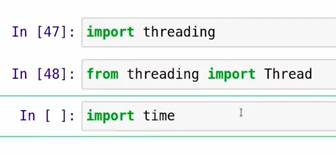 In [47]: import threading
In [48]: from threading import Thread
In [ ]: import time